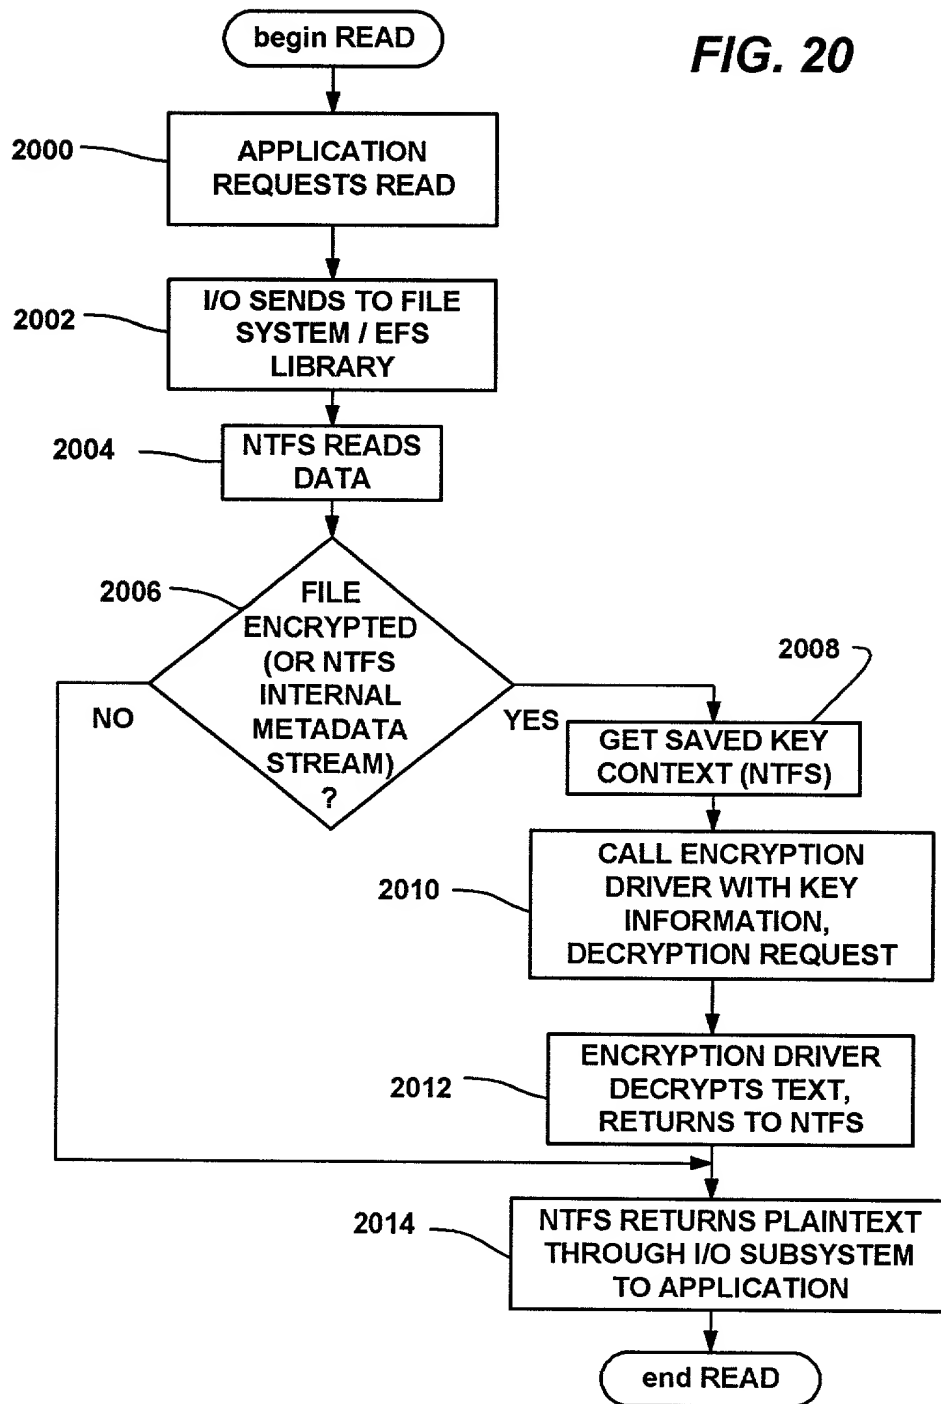 begin READ
FIG. 20
2000
APPLICATION
REQUESTS READ
2002
I/O SENDS TO FILE
SYSTEM / EFS
LIBRARY
2004
NTFS READS
DATA
2006
FILE
ENCRYPTED
(OR NTFS
INTERNAL
METADATA
STREAM)
?
NO
YES
2008
GET SAVED KEY
CONTEXT (NTFS)
2010
CALL ENCRYPTION
DRIVER WITH KEY
INFORMATION,
DECRYPTION REQUEST
2012
ENCRYPTION DRIVER
DECRYPTS TEXT,
RETURNS TO NTFS
2014
NTFS RETURNS PLAINTEXT
THROUGH I/O SUBSYSTEM
TO APPLICATION
end READ